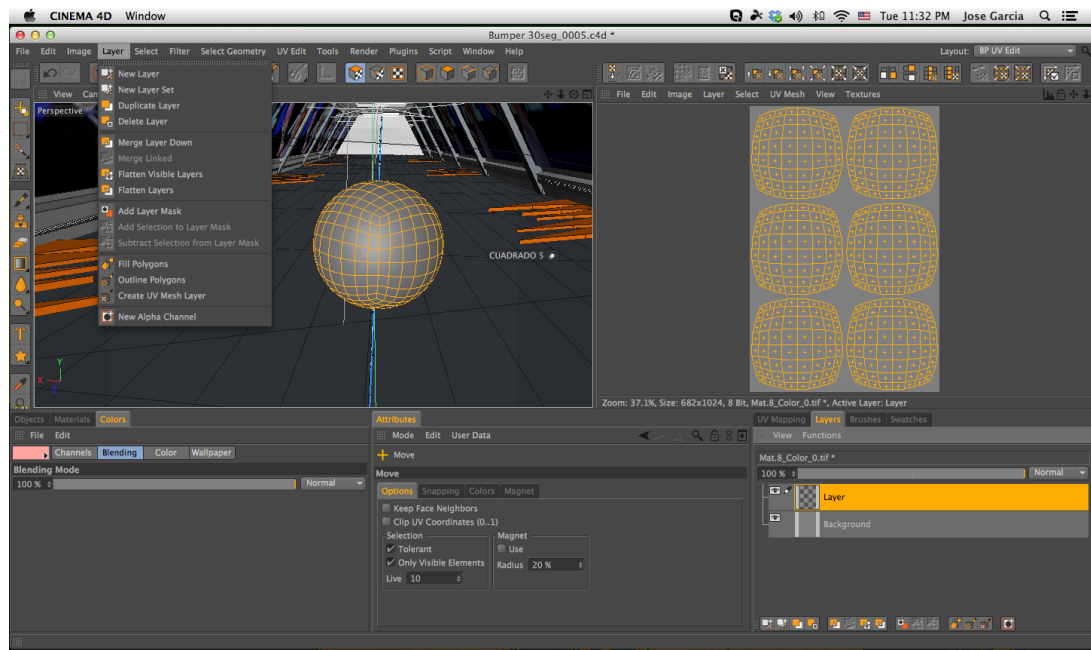 CINEMA 4D Window Tue 11:32 PM Jose Garcia
Bumper 30seg_0005.c4d *
File Edit Image Layer Select Filter Select Geometry UV Edit Tools Render Plugins Script Window Help Layout: BP UV Edit
New Layer
New Layer Set
Duplicate Layer
Delete Layer
Merge Layer Down
Merge Linked
Flatten Visible Layers
Flatten Layers
Add Layer Mask
Add Selection to Layer Mask
Subtract Selection from Layer Mask
Fill Polygons
Outline Polygons
Create UV Mesh Layer
New Alpha Channel
View Can
Perspective
CUADRADO 5
Y
X
Z
File Edit Image Layer Select UV Mesh View Textures
Zoom: 37.1%, Size: 682x1024, 8 Bit, Mat.8_Color_0.tif *, Active Layer: Layer
Objects Materials Colors
File Edit
Channels Blending Color Wallpaper
Blending Mode
100 % Normal
Attributes
Mode Edit User Data
Move
Move
Options Snapping Colors Magnet
Keep Face Neighbors
Clip UV Coordinates (0..1)
Selection Magnet
Tolerant Use
Only Visible Elements Radius 20 %
Live 10
UV Mapping Layers Brushes Swatches
View Functions
Mat.8_Color_0.tif *
100 % Normal
Layer
Background